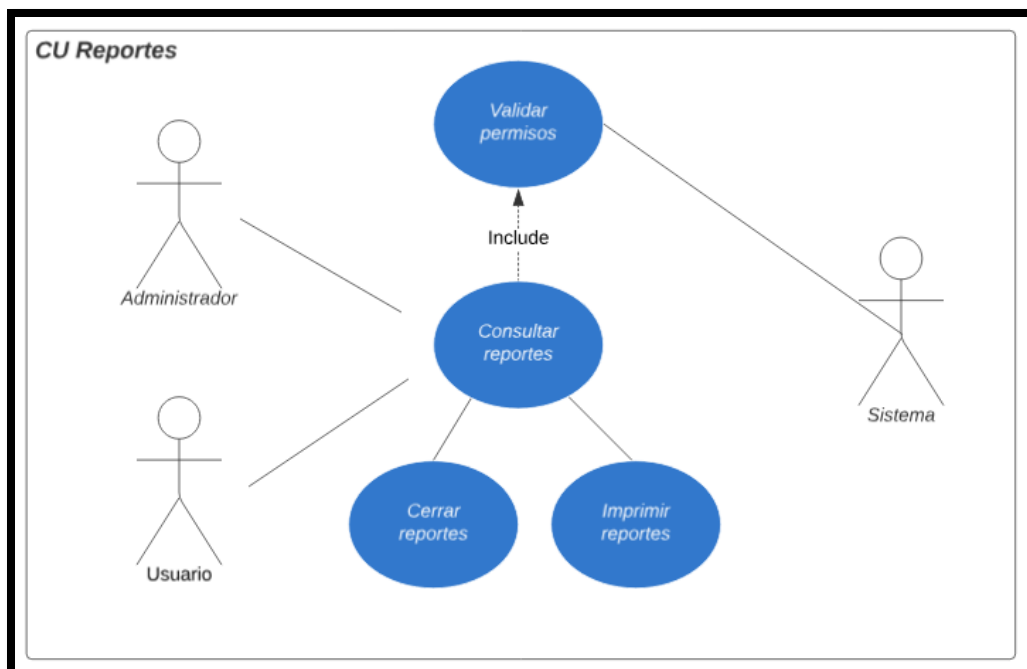 CU Reportes
Validar
permisos
Include
Administrador
Consultar
reportes
Sistema
Cerrar
reportes
Imprimir
reportes
Usuario